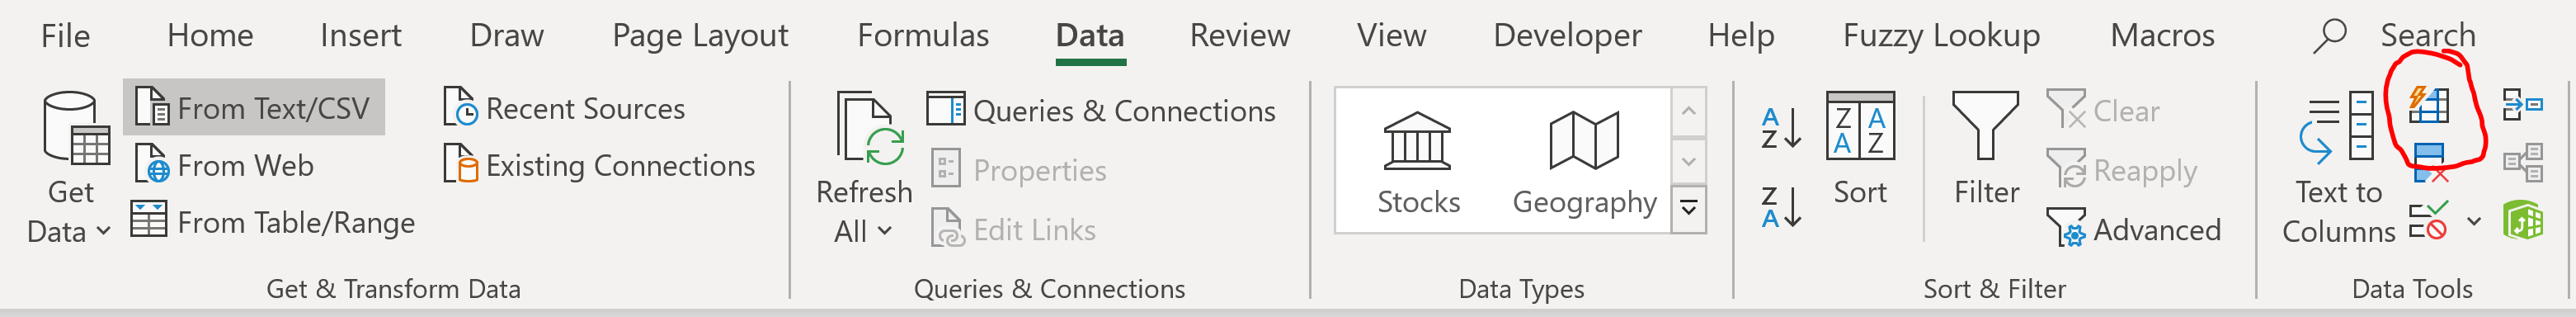 File Home Insert Draw Page Layout Formulas Data Review View Developer Help Fuzzy Lookup Macros Search
Get Data
From Text/CSV
From Web
From Table/Range
Recent Sources
Existing Connections
Get & Transform Data
Refresh All
Queries & Connections
Properties
Edit Links
Queries & Connections
Stocks
Geography
Data Types
A
Z
Z
A
Z A
A Z
Sort
Filter
Clear
Reapply
Advanced
Sort & Filter
Text to
Columns
Data Tools